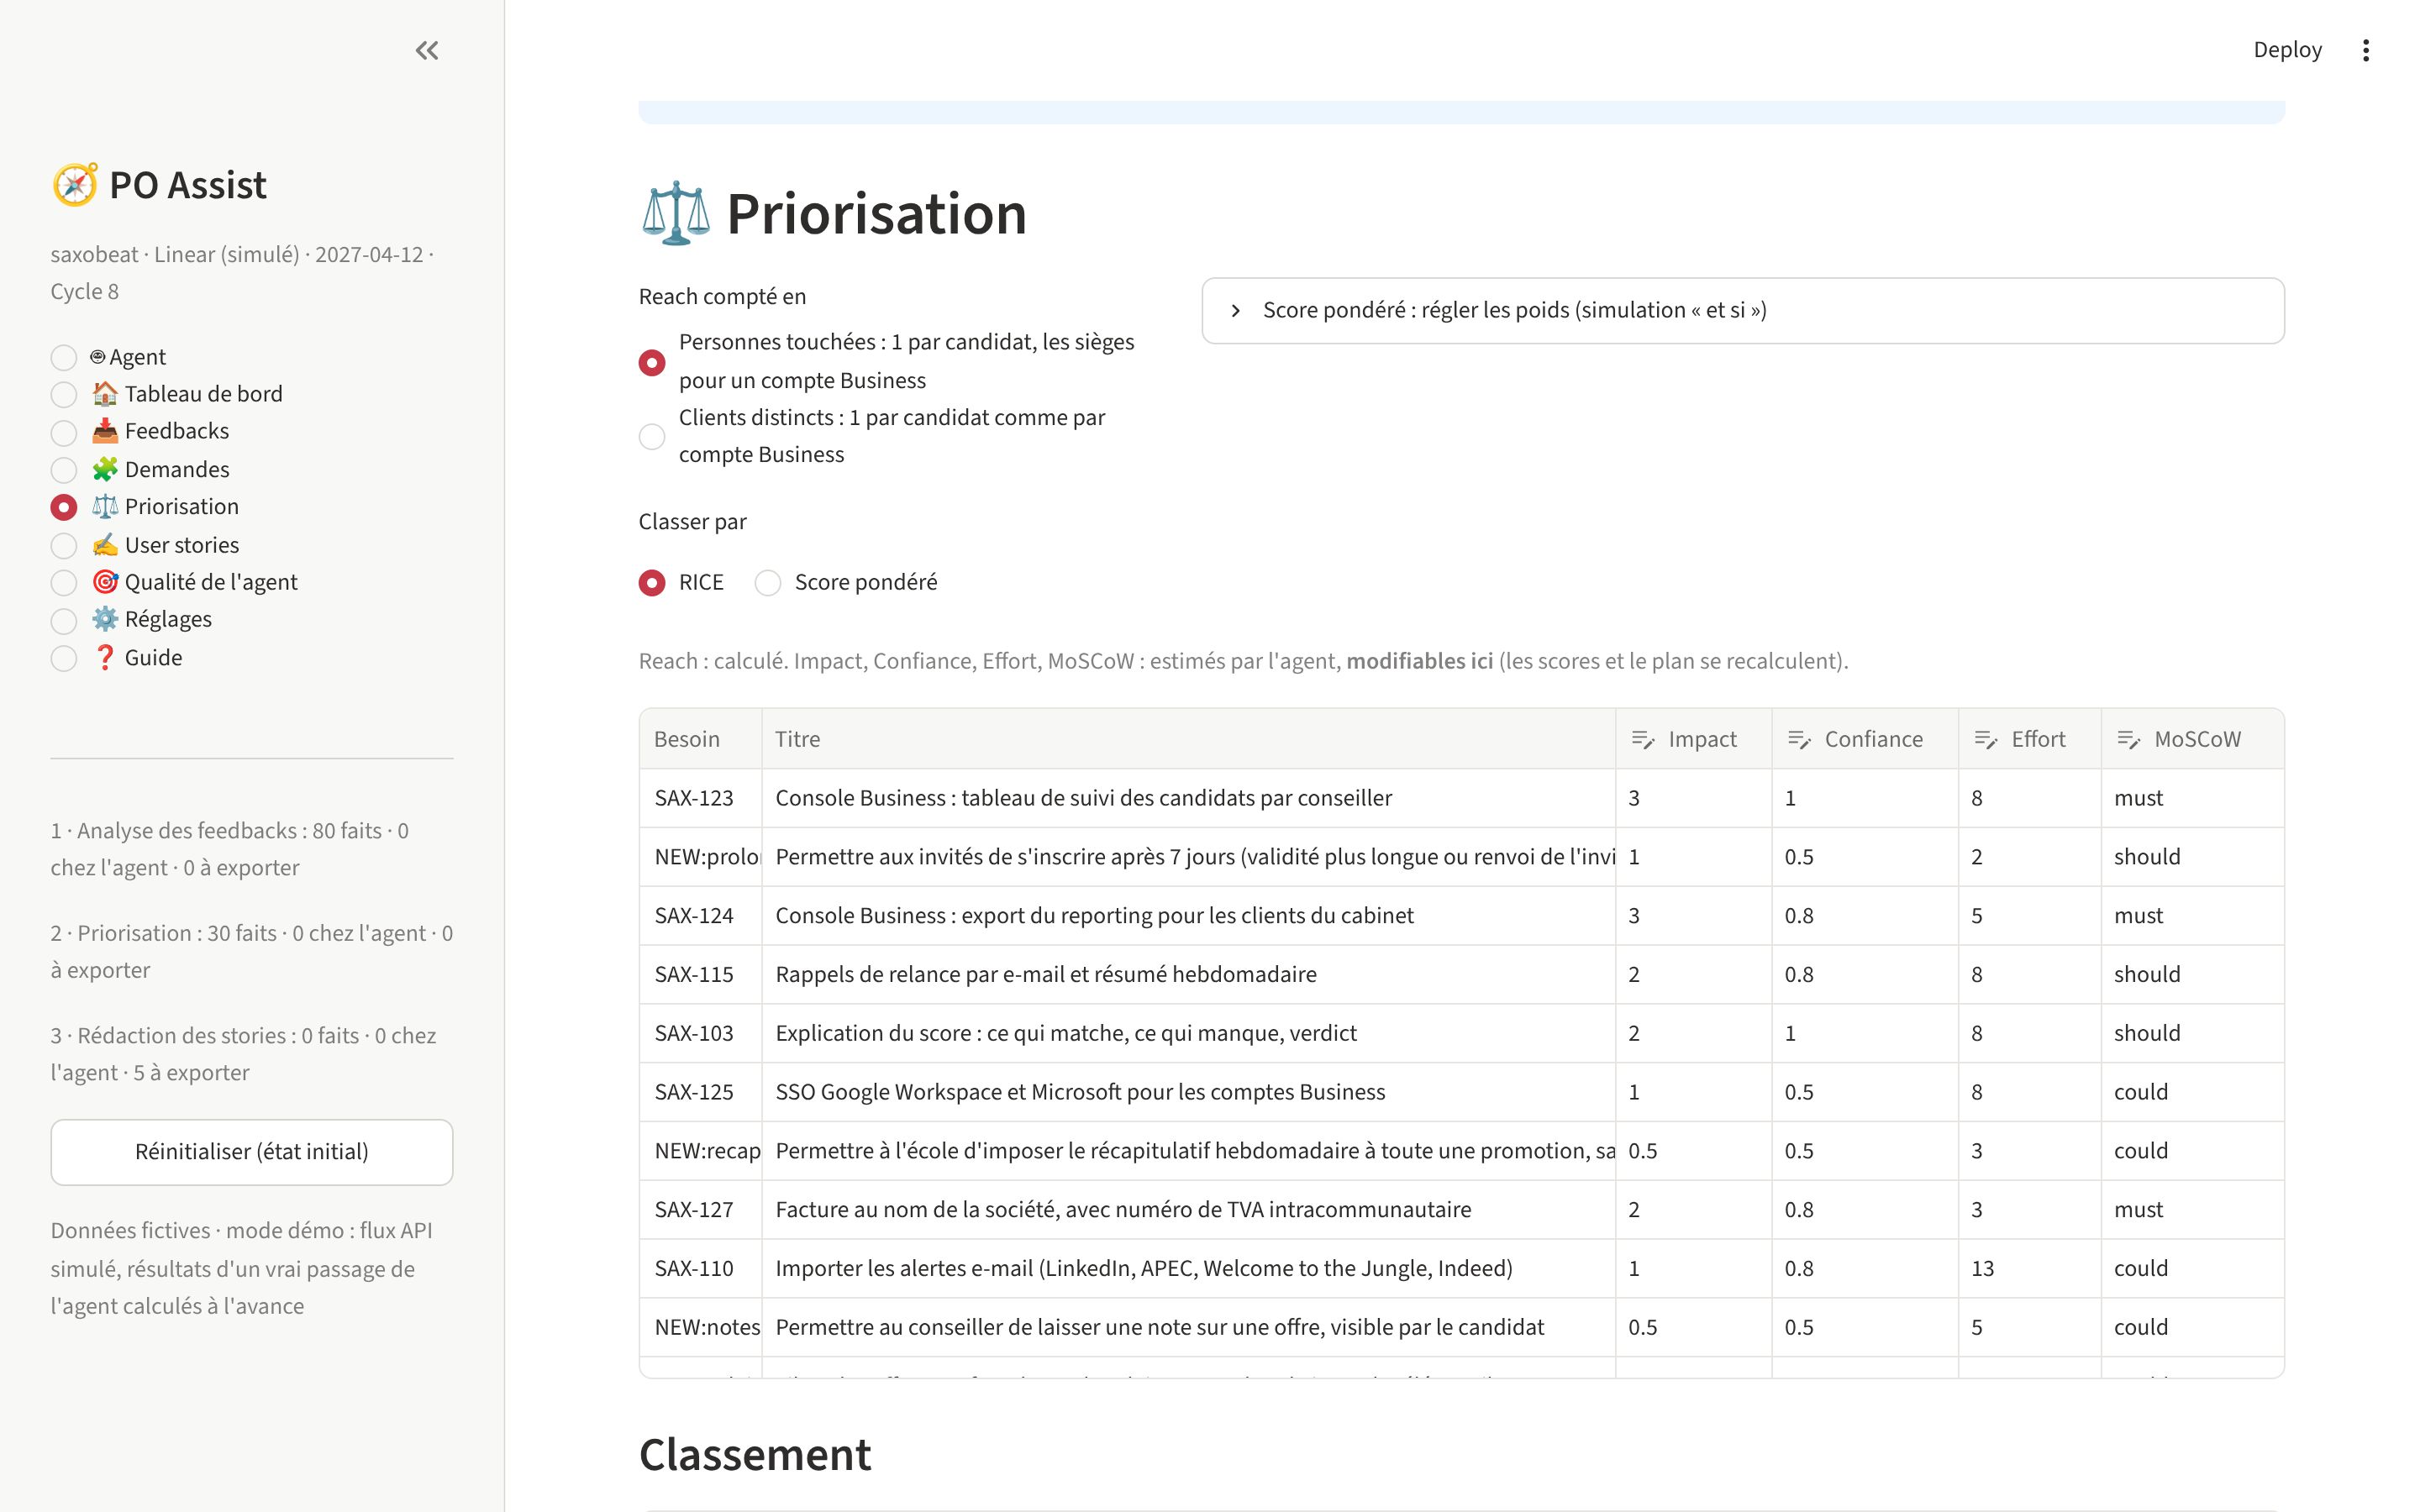 Deploy
PO Assist
saxobeat · Linear (simulé) · 2027-04-12 ·
Cycle 8
Agent
Tableau de bord
Feedbacks
Demandes
Priorisation
User stories
Qualité de l'agent
Réglages
Guide
1 · Analyse des feedbacks : 80 faits · 0
chez l'agent · 0 à exporter
2 · Priorisation : 30 faits · 0 chez l'agent · 0
à exporter
3 · Rédaction des stories : 0 faits · 0 chez
l'agent · 5 à exporter
Réinitialiser (état initial)
Données fictives · mode démo : flux API
simulé, résultats d'un vrai passage de
l'agent calculés à l'avance
Priorisation
Reach compté en
Personnes touchées : 1 par candidat, les sièges
pour un compte Business
Clients distincts : 1 par candidat comme par
compte Business
Score pondéré : régler les poids (simulation « et si »)
Classer par
RICE Score pondéré
Reach : calculé. Impact, Confiance, Effort, MoSCoW : estimés par l'agent, modifiables ici (les scores et le plan se recalculent).
Besoin Titre Impact Confiance Effort MoSCoW
SAX-123 Console Business : tableau de suivi des candidats par conseiller 3 1 8 must
NEW:prolo Permettre aux invités de s'inscrire après 7 jours (validité plus longue ou renvoi de l'invi 1 0.5 2 should
SAX-124 Console Business : export du reporting pour les clients du cabinet 3 0.8 5 must
SAX-115 Rappels de relance par e-mail et résumé hebdomadaire 2 0.8 8 should
SAX-103 Explication du score : ce qui matche, ce qui manque, verdict 2 1 8 should
SAX-125 SSO Google Workspace et Microsoft pour les comptes Business 1 0.5 8 could
NEW:recap Permettre à l'école d'imposer le récapitulatif hebdomadaire à toute une promotion, sa 0.5 0.5 3 could
SAX-127 Facture au nom de la société, avec numéro de TVA intracommunautaire 2 0.8 3 must
SAX-110 Importer les alertes e-mail (LinkedIn, APEC, Welcome to the Jungle, Indeed) 1 0.8 13 could
NEW:notes Permettre au conseiller de laisser une note sur une offre, visible par le candidat 0.5 0.5 5 could
Classement